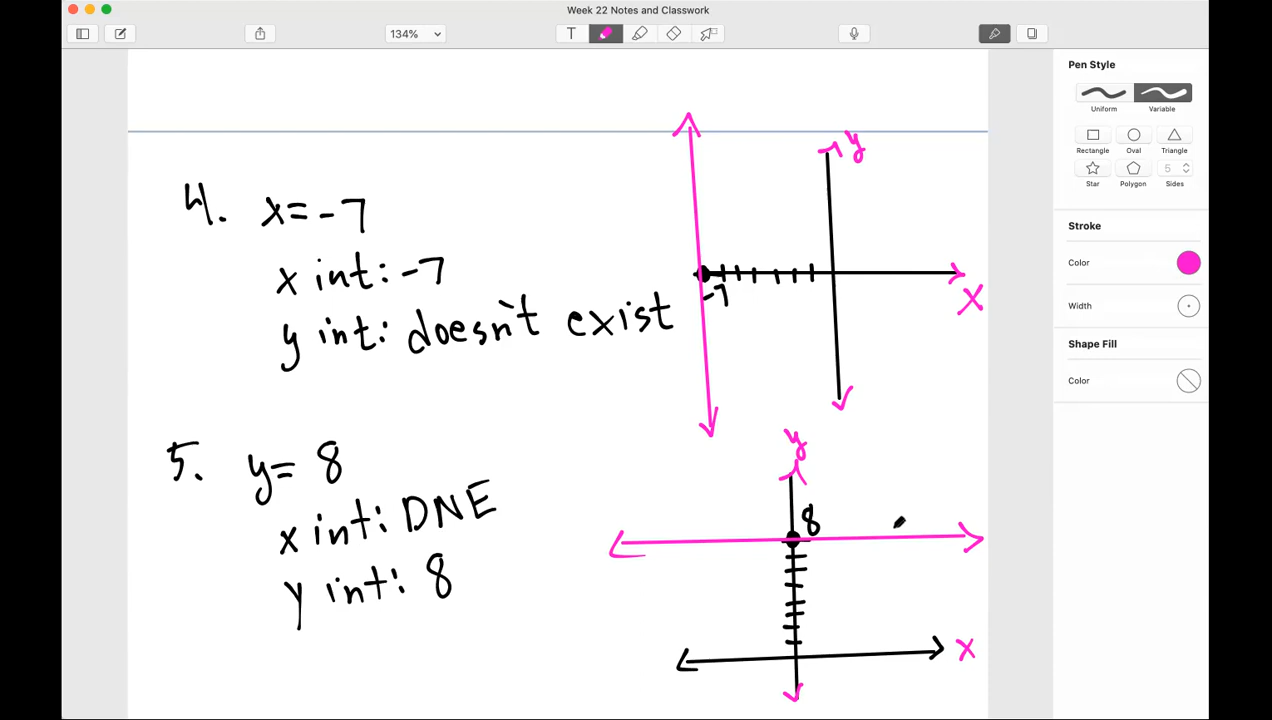 Week 22 Notes and Classwork
134%
T
Pen Style
Uniform Variable
Rectangle Oval Triangle
5
Star Polygon Sides
Stroke
Color
Width
Shape Fill
Color
4. x = -7
x int: -7
y int: doesn't exist
y
-7
x
5. y = 8
x int: DNE
y int: 8
y
8
x